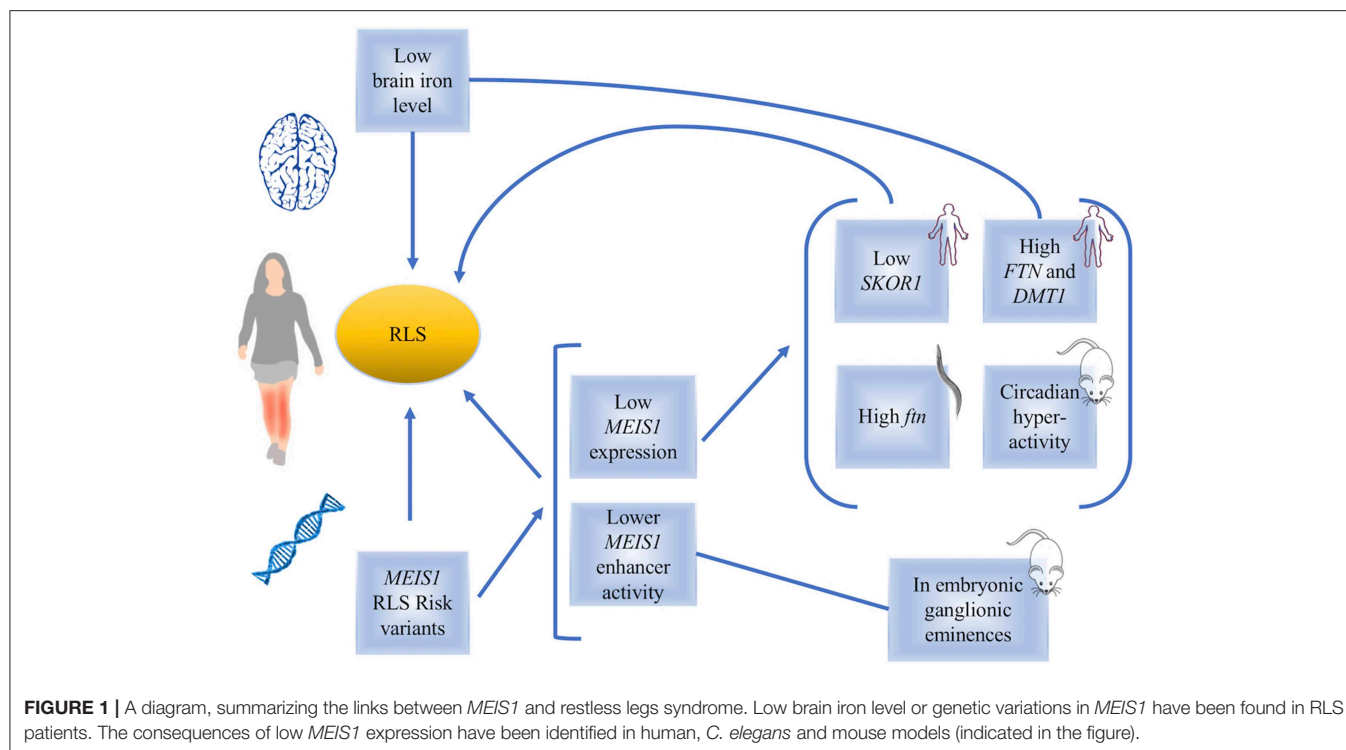 Low
brain iron
level
Low
SKOR1
High
FTN and
DMT1
RLS
High ftn
Circadian
hyper-
activity
Low
MEIS1
expression
Lower
MEIS1
enhancer
activity
MEIS1
RLS Risk
variants
In embryonic
ganglionic
eminences
FIGURE 1 | A diagram, summarizing the links between MEIS1 and restless legs syndrome. Low brain iron level or genetic variations in MEIS1 have been found in RLS
patients. The consequences of low MEIS1 expression have been identified in human, C. elegans and mouse models (indicated in the figure).